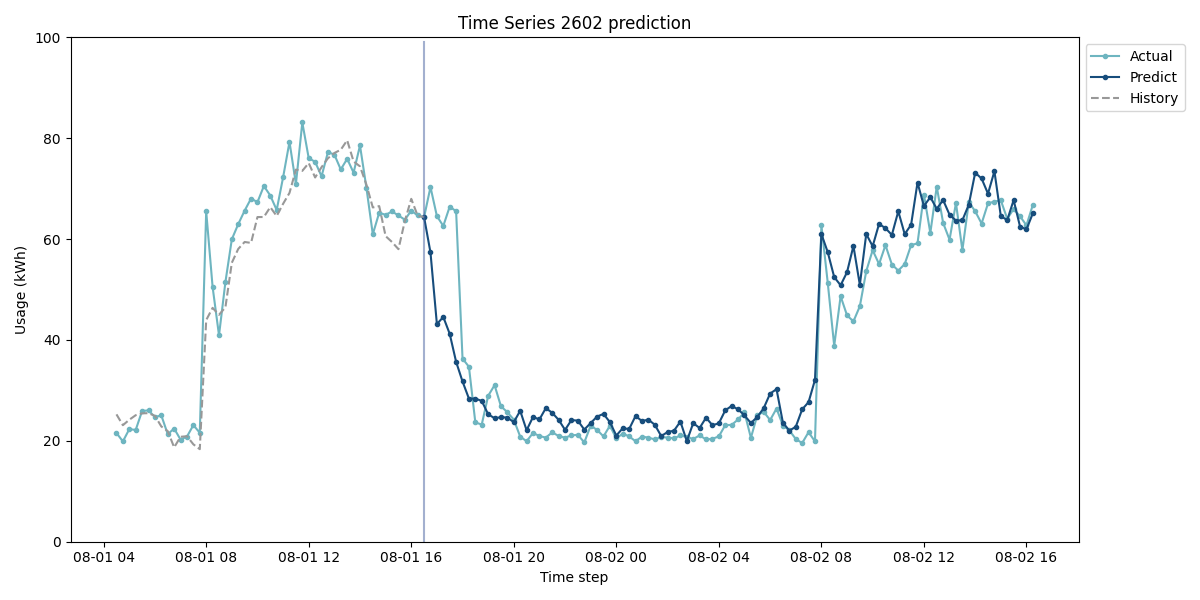 Time Series 2602 prediction
Usage (kWh)
100
80
60
40
20
0
08-01 04
08-01 08
08-01 12
08-01 16
08-01 20
08-02 00
08-02 04
08-02 08
08-02 12
08-02 16
Time step
Actual
Predict
History